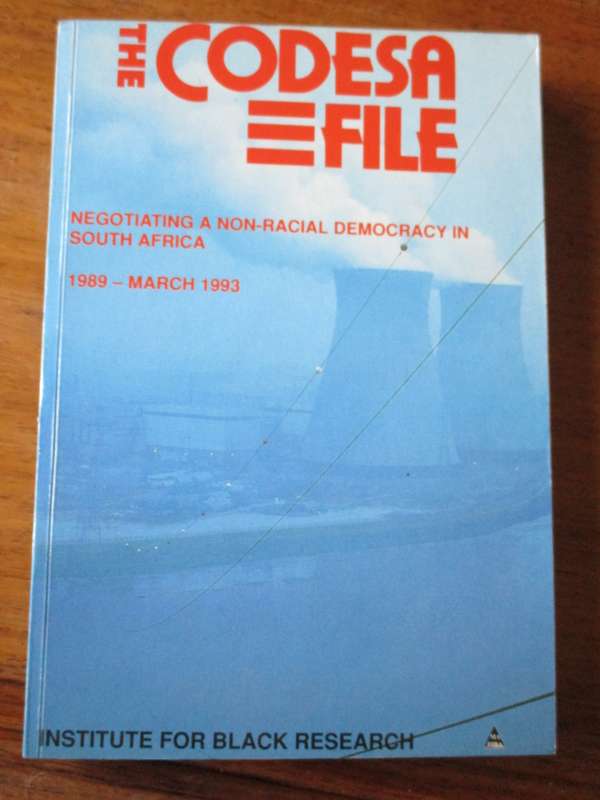 THE CODESA
FILE
NEGOTIATING A NON-RACIAL DEMOCRACY IN
SOUTH AFRICA
1989 – MARCH 1993
INSTITUTE FOR BLACK RESEARCH